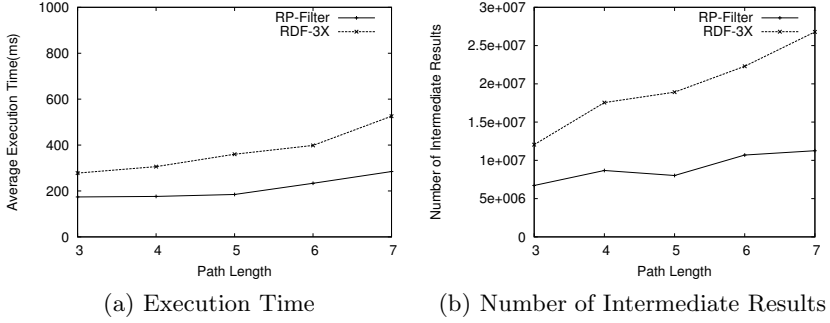 1000
800
600
400
200
0
3 4 5 6 7
Average Execution Time(ms)
Path Length
RP-Filter
RDF-3X
(a) Execution Time
3e+007
2.5e+007
2e+007
1.5e+007
1e+007
5e+006
0
3 4 5 6 7
Number of Intermediate Results
Path Length
RP-Filter
RDF-3X
(b) Number of Intermediate Results